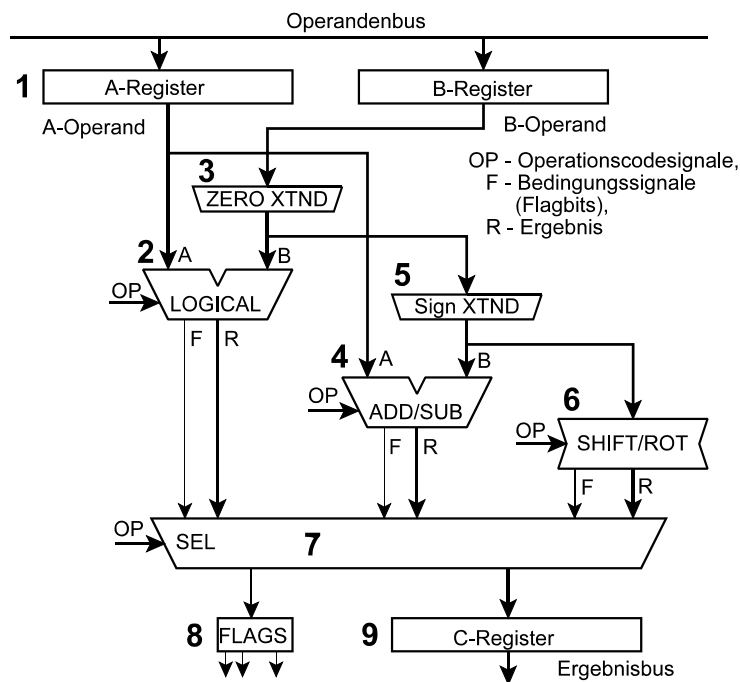 Operandenbus
1
A-Register
B-Register
A-Operand
B-Operand
OP - Operationscodesignale,
F - Bedingungssignale
(Flagbits),
R - Ergebnis
3
ZERO XTND
2
A
B
OP
LOGICAL
5
Sign XTND
F
R
4
A
B
OP
ADD/SUB
6
OP
SHIFT/ROT
F
R
F
R
OP
SEL
7
8
FLAGS
9
C-Register
Ergebnisbus